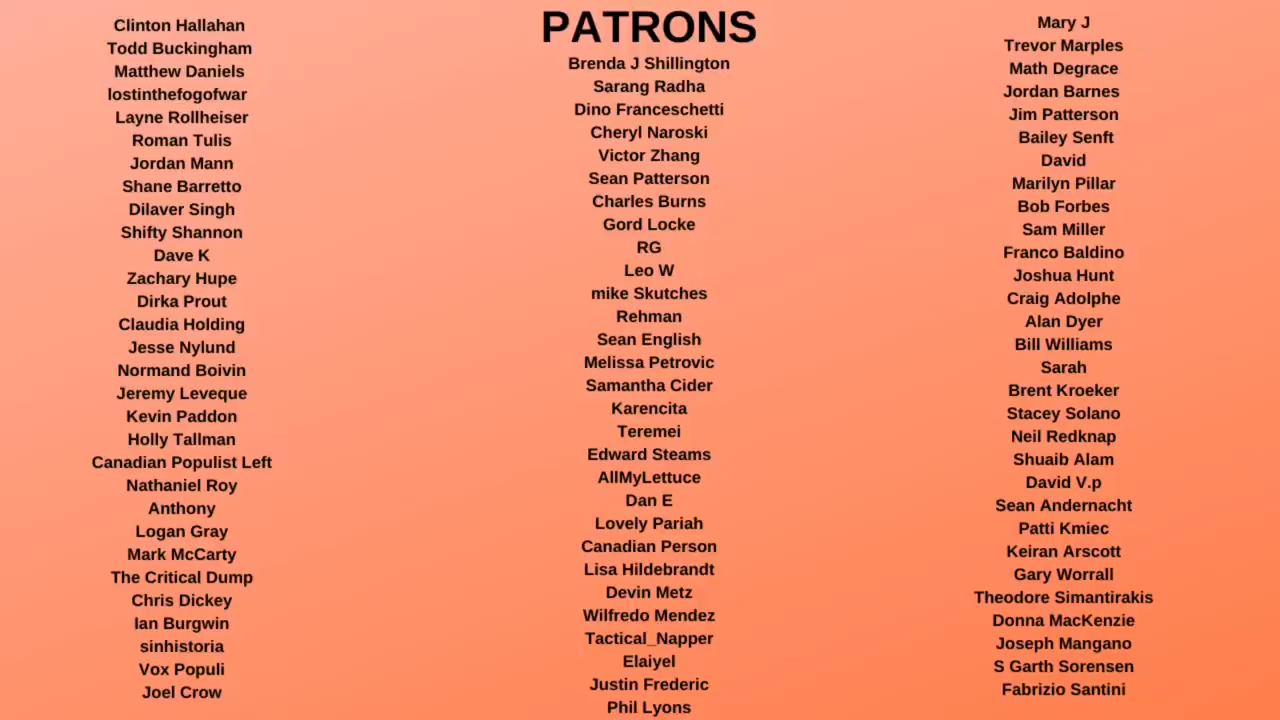 PATRONS
Clinton Hallahan
Todd Buckingham
Matthew Daniels
lostinthefogofwar
Layne Rollheiser
Roman Tulis
Jordan Mann
Shane Barretto
Dilaver Singh
Shifty Shannon
Dave K
Zachary Hupe
Dirka Prout
Claudia Holding
Jesse Nylund
Normand Boivin
Jeremy Leveque
Kevin Paddon
Holly Tallman
Canadian Populist Left
Nathaniel Roy
Anthony
Logan Gray
Mark McCarty
The Critical Dump
Chris Dickey
Ian Burgwin
sinhistoria
Vox Populi
Joel Crow
Brenda J Shillington
Sarang Radha
Dino Franceschetti
Cheryl Naroski
Victor Zhang
Sean Patterson
Charles Burns
Gord Locke
RG
Leo W
mike Skutches
Rehman
Sean English
Melissa Petrovic
Samantha Cider
Karencita
Teremei
Edward Steams
AllMyLettuce
Dan E
Lovely Pariah
Canadian Person
Lisa Hildebrandt
Devin Metz
Wilfredo Mendez
Tactical_Napper
Elaiyel
Justin Frederic
Phil Lyons
Mary J
Trevor Marples
Math Degrace
Jordan Barnes
Jim Patterson
Bailey Senft
David
Marilyn Pillar
Bob Forbes
Sam Miller
Franco Baldino
Joshua Hunt
Craig Adolphe
Alan Dyer
Bill Williams
Sarah
Brent Kroeker
Stacey Solano
Neil Redknap
Shuaib Alam
David V.p
Sean Andernacht
Patti Kmiec
Keiran Arscott
Gary Worrall
Theodore Simantirakis
Donna MacKenzie
Joseph Mangano
S Garth Sorensen
Fabrizio Santini